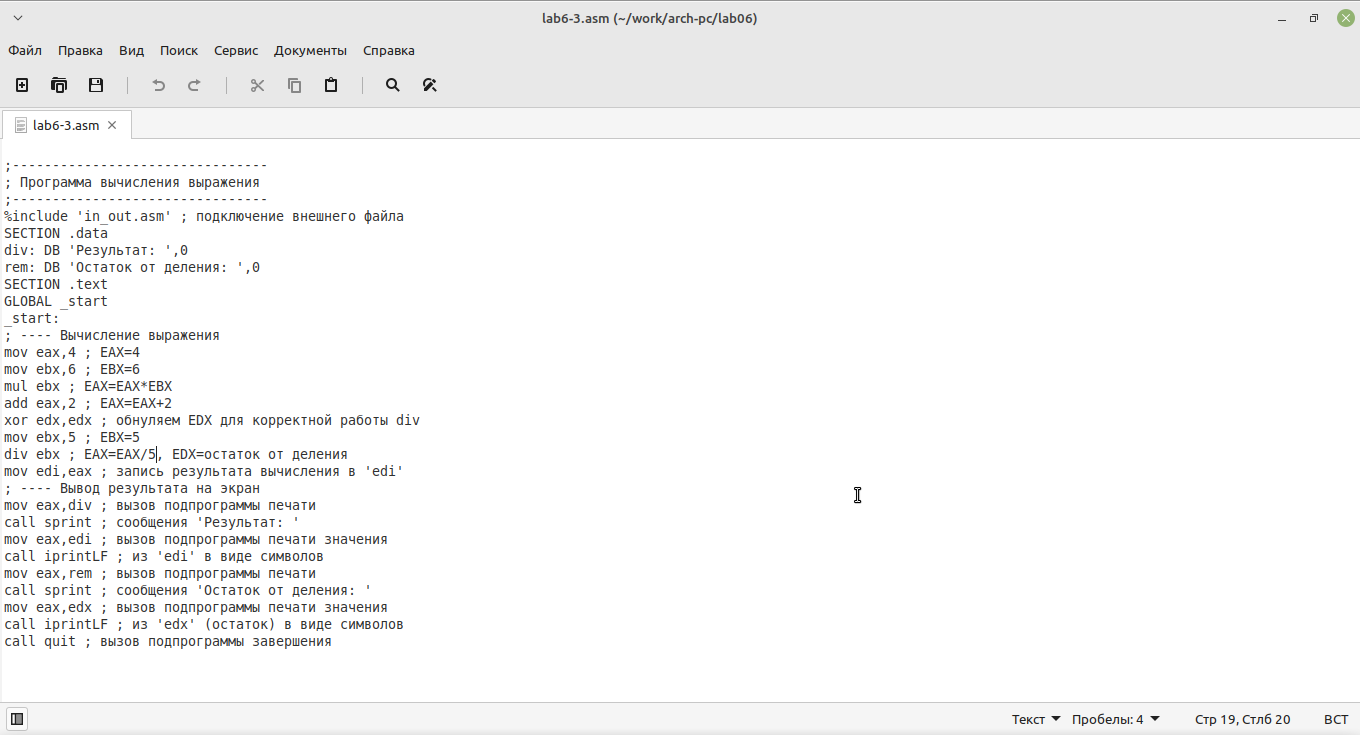 lab6-3.asm (~/work/arch-pc/lab06)
Файл Правка Вид Поиск Сервис Документы Справка
lab6-3.asm
;--------------------------------
; Программа вычисления выражения
;--------------------------------
%include 'in_out.asm' ; подключение внешнего файла
SECTION .data
div: DB 'Результат: ',0
rem: DB 'Остаток от деления: ',0
SECTION .text
GLOBAL _start
_start:
; ---- Вычисление выражения
mov eax,4 ; EAX=4
mov ebx,6 ; EBX=6
mul ebx ; EAX=EAX*EBX
add eax,2 ; EAX=EAX+2
xor edx,edx ; обнуляем EDX для корректной работы div
mov ebx,5 ; EBX=5
div ebx ; EAX=EAX/5, EDX=остаток от деления
mov edi,eax ; запись результата вычисления в 'edi'
; ---- Вывод результата на экран
mov eax,div ; вызов подпрограммы печати
call sprint ; сообщения 'Результат: '
mov eax,edi ; вызов подпрограммы печати значения
call iprintLF ; из 'edi' в виде символов
mov eax,rem ; вызов подпрограммы печати
call sprint ; сообщения 'Остаток от деления: '
mov eax,edx ; вызов подпрограммы печати значения
call iprintLF ; из 'edx' (остаток) в виде символов
call quit ; вызов подпрограммы завершения
Текст Пробелы: 4 Стр 19, Стлб 20 ВСТ